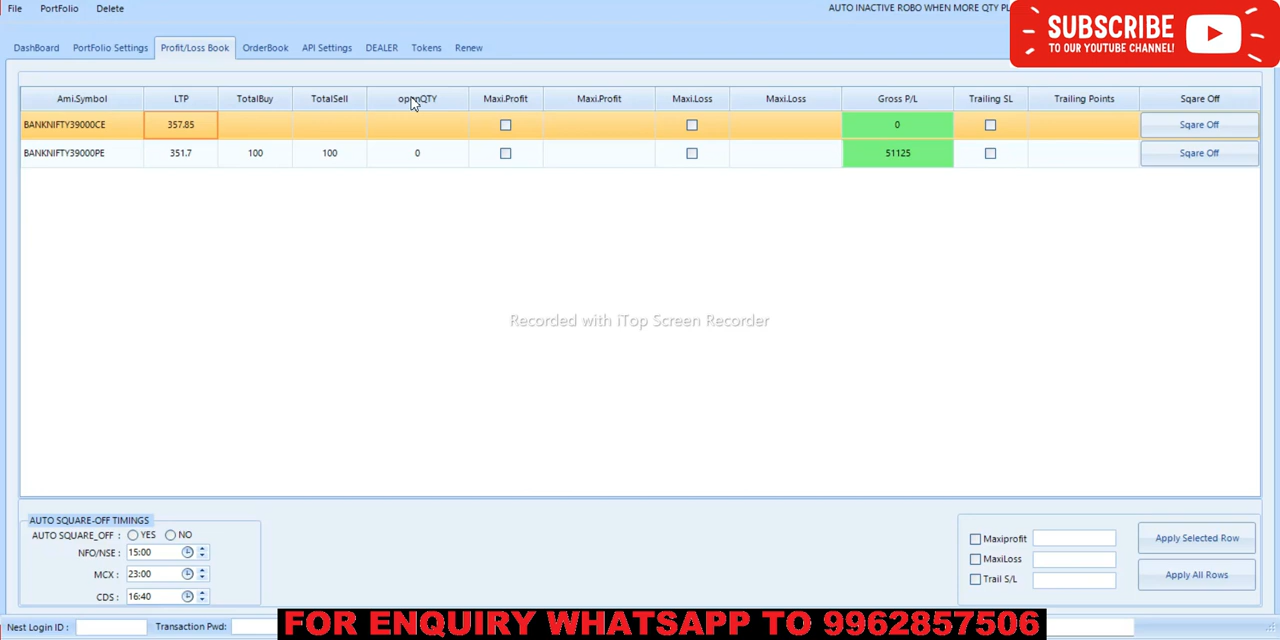 File PortFolio Delete
AUTO INACTIVE ROBO WHEN MORE QTY PL
SUBSCRIBE
TO OUR YOUTUBE CHANNEL!
DashBoard PortFolio Settings Profit/Loss Book OrderBook API Settings DEALER Tokens Renew
Ami.Symbol LTP TotalBuy TotalSell openQTY Maxi.Profit Maxi.Profit Maxi.Loss Maxi.Loss Gross P/L Trailing SL Trailing Points Sqare Off
BANKNIFTY39000CE 357.85 0 Sqare Off
BANKNIFTY39000PE 351.7 100 100 0 51125 Sqare Off
Recorded with iTop Screen Recorder
AUTO SQUARE-OFF TIMINGS
AUTO SQUARE_OFF : YES NO
NFO/NSE : 15:00
MCX : 23:00
CDS : 16:40
Maxiprofit
MaxiLoss
Trail S/L
Apply Selected Row
Apply All Rows
Nest Login ID : Transaction Pwd:
FOR ENQUIRY WHATSAPP TO 9962857506